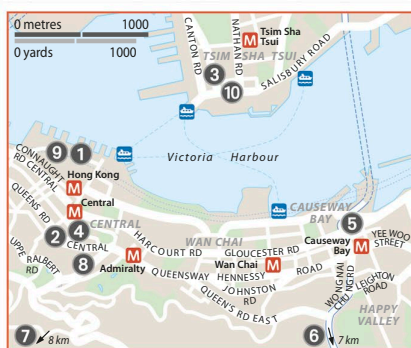 0 metres 1000
0 yards 1000
CANTON RD
NATHAN RD
M
Tsim Sha
Tsui
TSIM SHA TSUI
3
10
SALISBURY ROAD
Victoria Harbour
9
1
CONNAUGHT
RD CENTRAL
Hong Kong
M
Central
M
QUEENS RD
CENTRAL
2
4
CENTRAL
8
UPPE
RALBERT
RD
M
Admiralty
HARCOURT RD
WAN CHAI
GLOUCESTER RD
QUEENSWAY
Wan Chai
M
HENNESSY
ROAD
JOHNSTON
RD
QUEEN'S RD EAST
CAUSEWAY
BAY
5
Causeway
Bay
M
YEE WOO
STREET
WONG NAI
CHUNG RD
LEIGHTON
ROAD
HAPPY
VALLEY
7
8 km
6
7 km